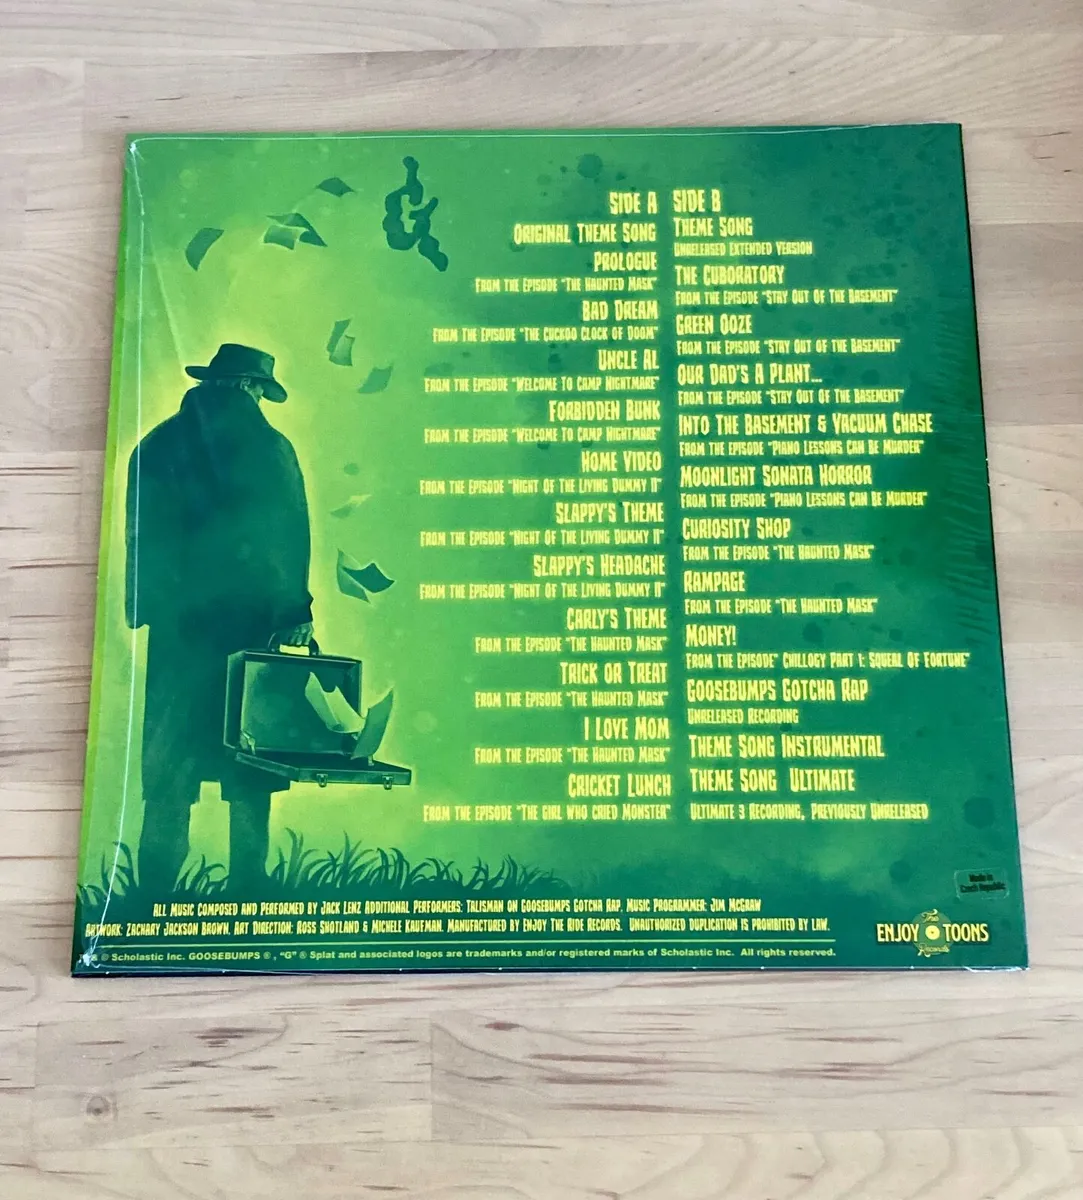 G
SIDE A
ORIGINAL THEME SONG
PROLOGUE
FROM THE EPISODE "THE HAUNTED MASK"
BAD DREAM
FROM THE EPISODE "THE CUCKOO CLOCK OF DOOM"
UNCLE AL
FROM THE EPISODE "WELCOME TO CAMP NIGHTMARE"
FORBIDDEN BUNK
FROM THE EPISODE "WELCOME TO CAMP NIGHTMARE"
HOME VIDEO
FROM THE EPISODE "NIGHT OF THE LIVING DUMMY II"
SLAPPY'S THEME
FROM THE EPISODE "NIGHT OF THE LIVING DUMMY II"
SLAPPY'S HEADACHE
FROM THE EPISODE "NIGHT OF THE LIVING DUMMY II"
CARLY'S THEME
FROM THE EPISODE "THE HAUNTED MASK"
TRICK OR TREAT
FROM THE EPISODE "THE HAUNTED MASK"
I LOVE MOM
FROM THE EPISODE "THE HAUNTED MASK"
CRICKET LUNCH
FROM THE EPISODE "THE GIRL WHO CRIED MONSTER"
SIDE B
THEME SONG
UNRELEASED EXTENDED VERSION
THE CUBORATORY
FROM THE EPISODE "STAY OUT OF THE BASEMENT"
GREEN OOZE
FROM THE EPISODE "STAY OUT OF THE BASEMENT"
OUR DAD'S A PLANT...
FROM THE EPISODE "STAY OUT OF THE BASEMENT"
INTO THE BASEMENT & VACUUM CHASE
FROM THE EPISODE "PIANO LESSONS CAN BE MURDER"
MOONLIGHT SONATA HORROR
FROM THE EPISODE "PIANO LESSONS CAN BE MURDER"
CURIOSITY SHOP
FROM THE EPISODE "THE HAUNTED MASK"
RAMPAGE
FROM THE EPISODE "THE HAUNTED MASK"
MONEY!
FROM THE EPISODE" CHILLOGY PART 1: SQUEAL OF FORTUNE"
GOOSEBUMPS GOTCHA RAP
UNRELEASED RECORDING
THEME SONG INSTRUMENTAL
THEME SONG ULTIMATE
ULTIMATE 3 RECORDING, PREVIOUSLY UNRELEASED
Made in
Czech Republic
ALL MUSIC COMPOSED AND PERFORMED BY JACK LENZ ADDITIONAL PERFORMERS: TALISMAN ON GOOSEBUMPS GOTCHA RAP, MUSIC PROGRAMMER: JIM MCGRAW
ARTWORK: ZACHARY JACKSON BROWN, ART DIRECTION: ROSS SHOTLAND & MICHELE KAUFMAN. MANUFACTURED BY ENJOY THE RIDE RECORDS. UNAUTHORIZED DUPLICATION IS PROHIBITED BY LAW.
& © Scholastic Inc. GOOSEBUMPS ®, "G" ® Splat and associated logos are trademarks and/or registered marks of Scholastic Inc. All rights reserved.
ENJOY The TOONS
Records